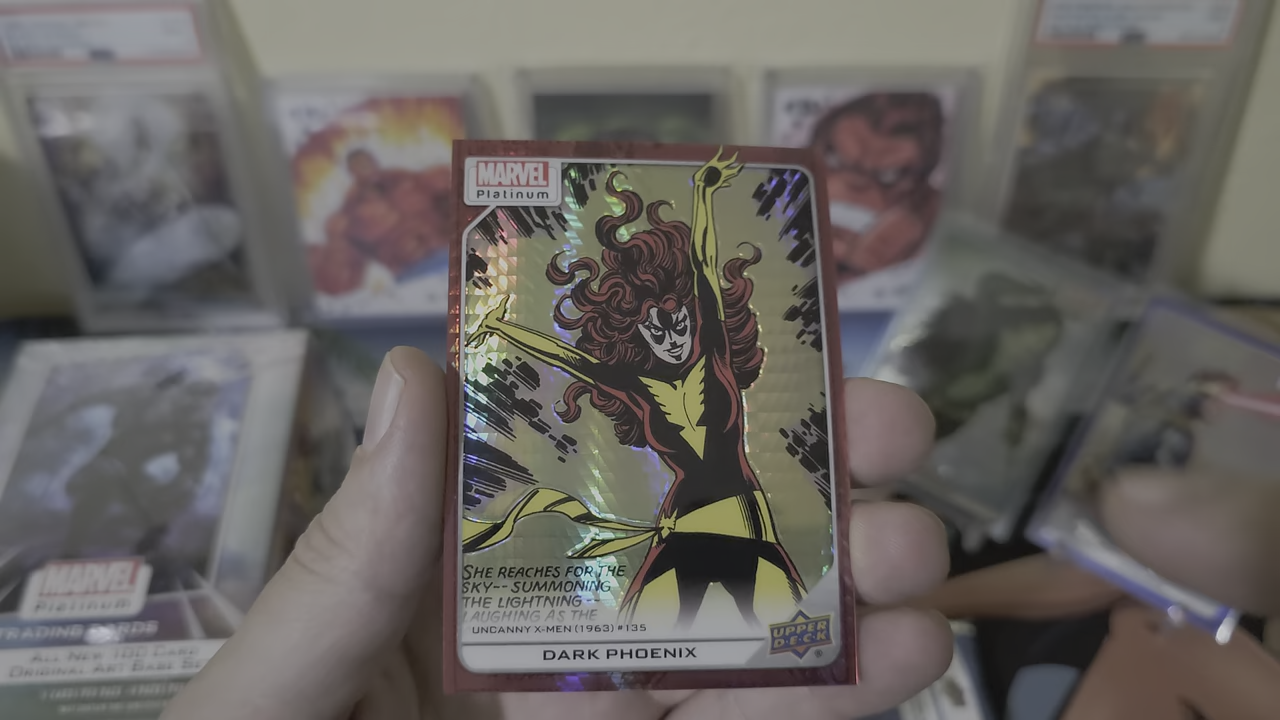 MARVEL
Platinum
SHE REACHES FOR THE
SKY-- SUMMONING
THE LIGHTNING--
LAUGHING AS THE
UNCANNY X-MEN (1963) #135
UPPER
DECK
DARK PHOENIX
MARVEL
Platinum
TRADING CARDS
ALL-NEW 100 CARD
ORIGINAL ART BASE SE